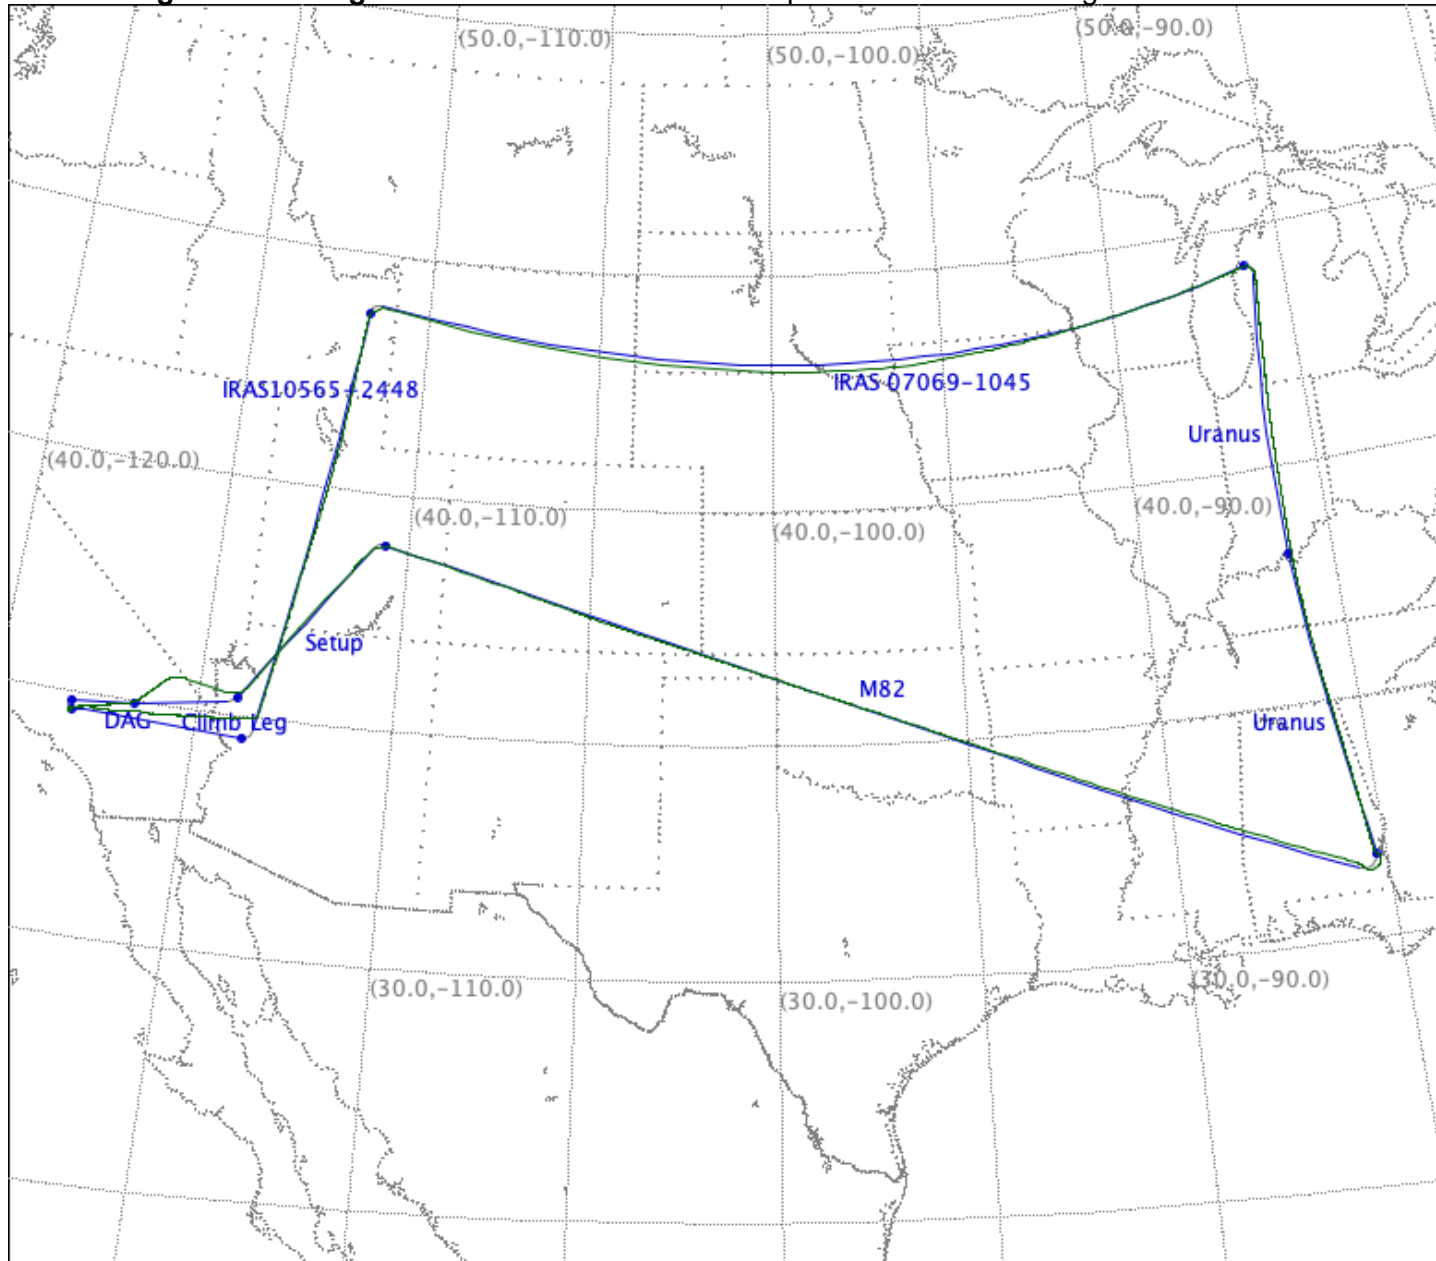 (50.0,-110.0)
(50.0,-100.0)
(50.0,-90.0)
IRAS10565+2448
IRAS 07069-1045
Uranus
(40.0,-120.0)
(40.0,-110.0)
(40.0,-100.0)
(40.0,-90.0)
Setup
M82
DAG
Climb Leg
Uranus
(30.0,-110.0)
(30.0,-100.0)
(30.0,-90.0)